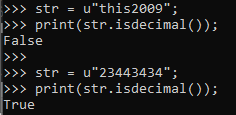 >>> str = u"this2009";
>>> print(str.isdecimal());
False
>>>
>>> str = u"23443434";
>>> print(str.isdecimal());
True